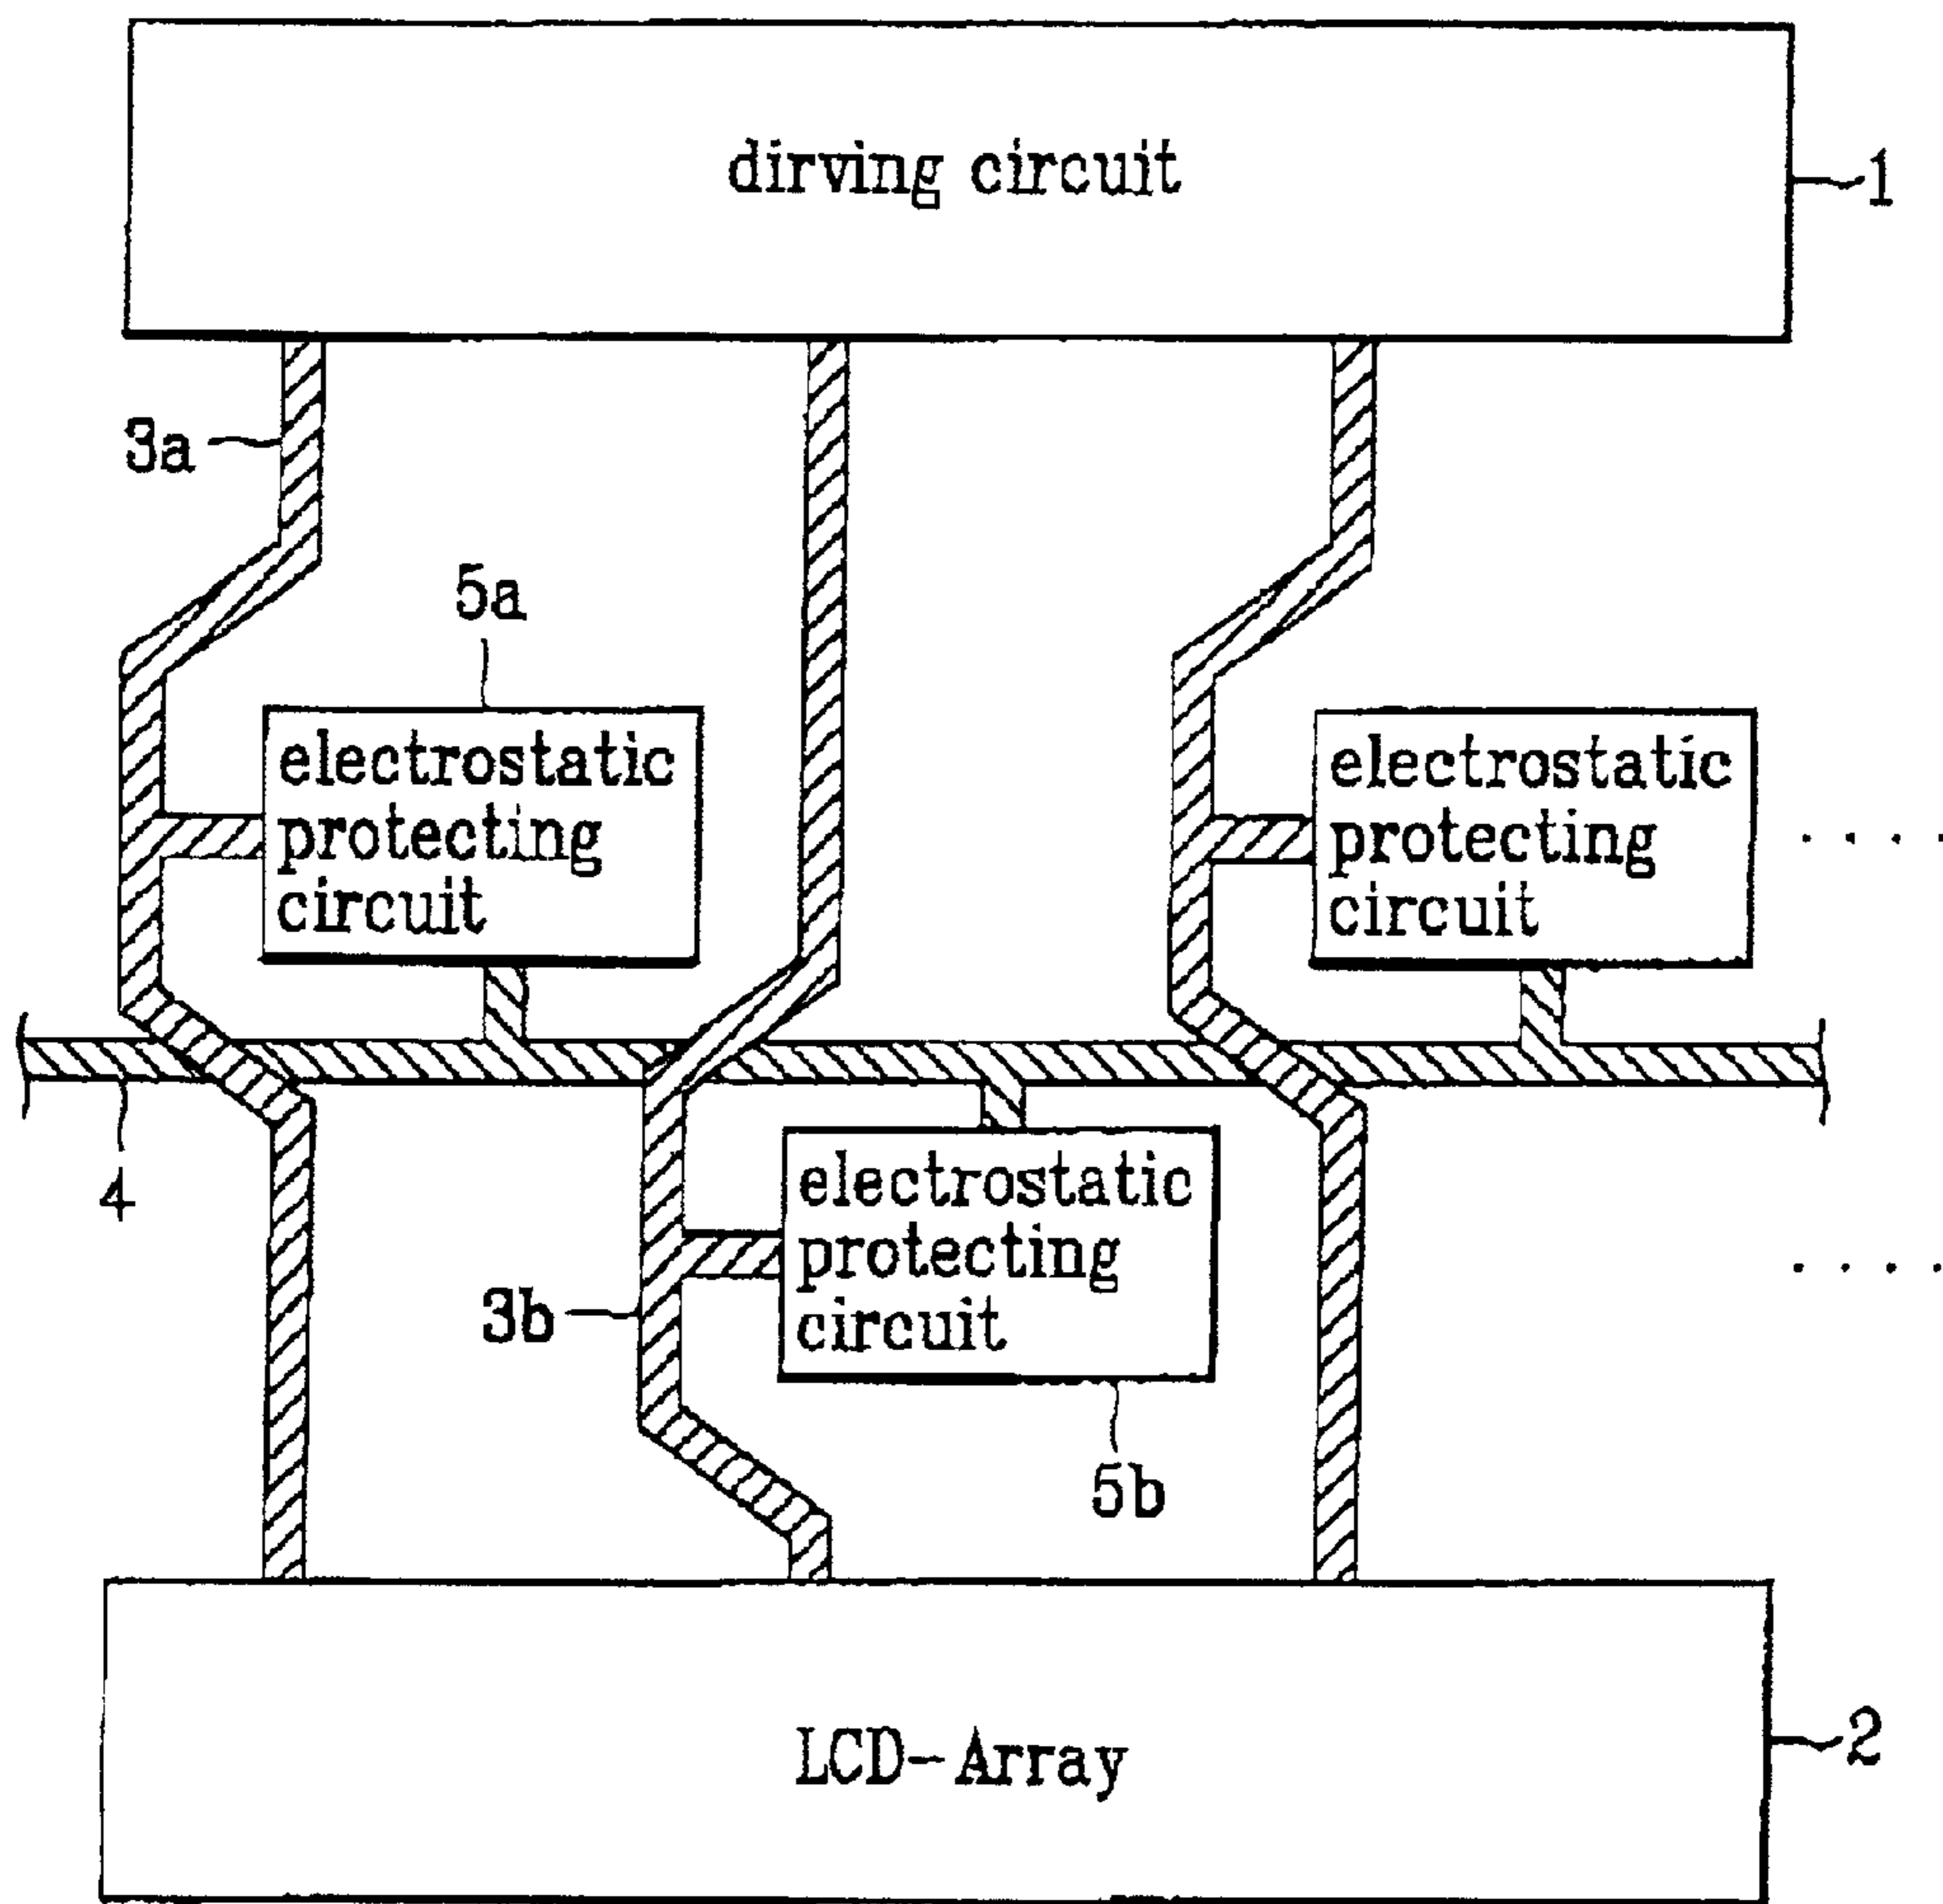 dirving circuit
1
3a
5a
electrostatic
protecting
circuit
electrostatic
protecting
circuit
4
electrostatic
protecting
circuit
3b
5b
LCD-Array
2